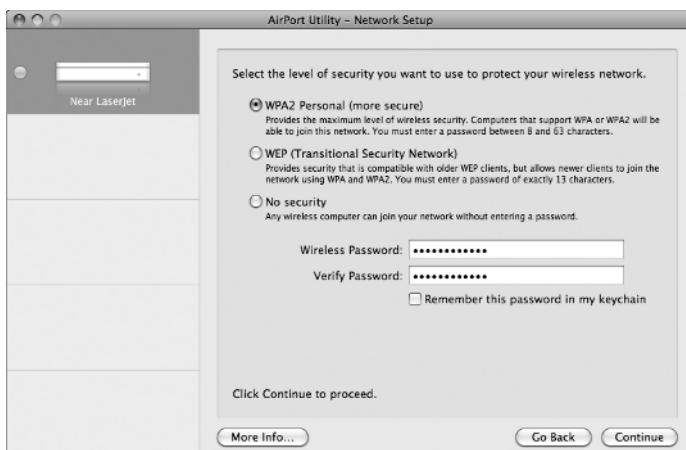 AirPort Utility – Network Setup
Near LaserJet
Select the level of security you want to use to protect your wireless network.
WPA2 Personal (more secure)
Provides the maximum level of wireless security. Computers that support WPA or WPA2 will be
able to join this network. You must enter a password between 8 and 63 characters.
WEP (Transitional Security Network)
Provides security that is compatible with older WEP clients, but allows newer clients to join the
network using WPA and WPA2. You must enter a password of exactly 13 characters.
No security
Any wireless computer can join your network without entering a password.
Wireless Password: ••••••••••••
Verify Password: ••••••••••••
Remember this password in my keychain
Click Continue to proceed.
More Info... Go Back Continue